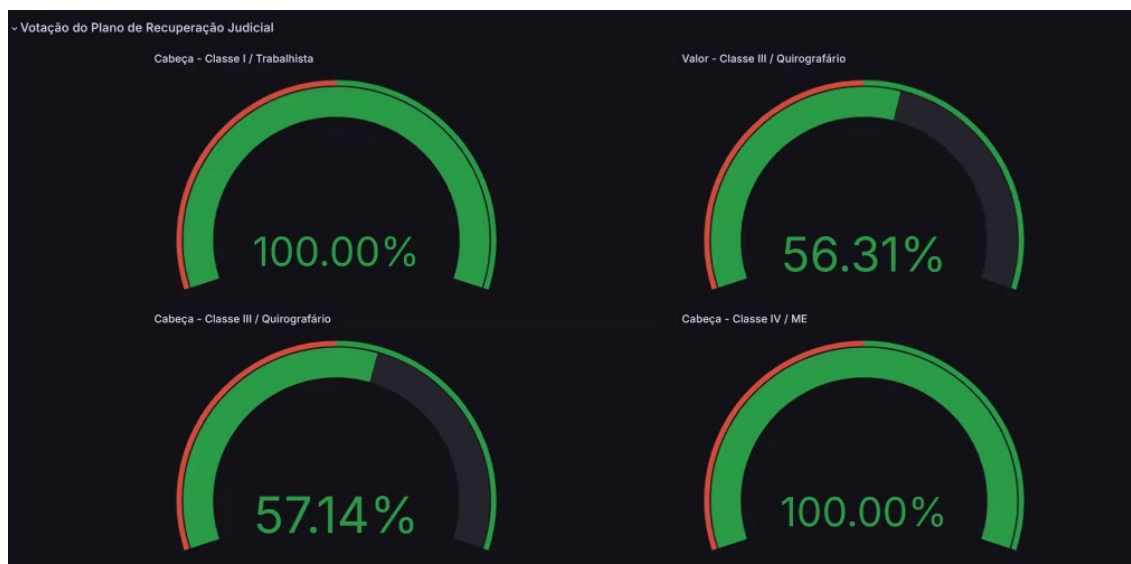 Votação do Plano de Recuperação Judicial
Cabeça - Classe I / Trabalhista
100.00%
Valor - Classe III / Quirografário
56.31%
Cabeça - Classe III / Quirografário
57.14%
Cabeça - Classe IV / ME
100.00%